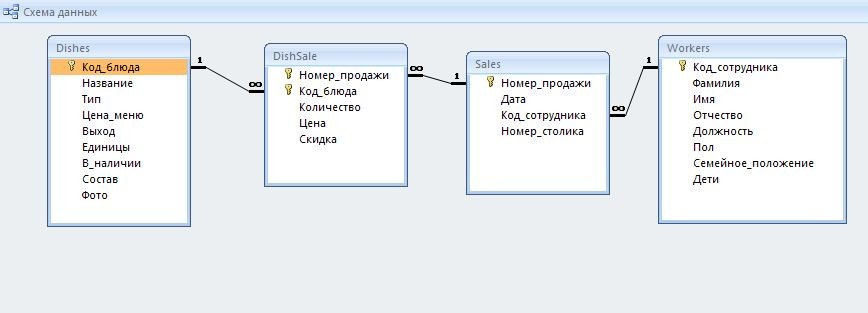 Схема данных
Dishes
Код_блюда
Название
Тип
Цена_меню
Выход
Единицы
В_наличии
Состав
Фото
1
∞
DishSale
Номер_продажи
Код_блюда
Количество
Цена
Скидка
∞
1
Sales
Номер_продажи
Дата
Код_сотрудника
Номер_столика
∞
1
Workers
Код_сотрудника
Фамилия
Имя
Отчество
Должность
Пол
Семейное_положение
Дети